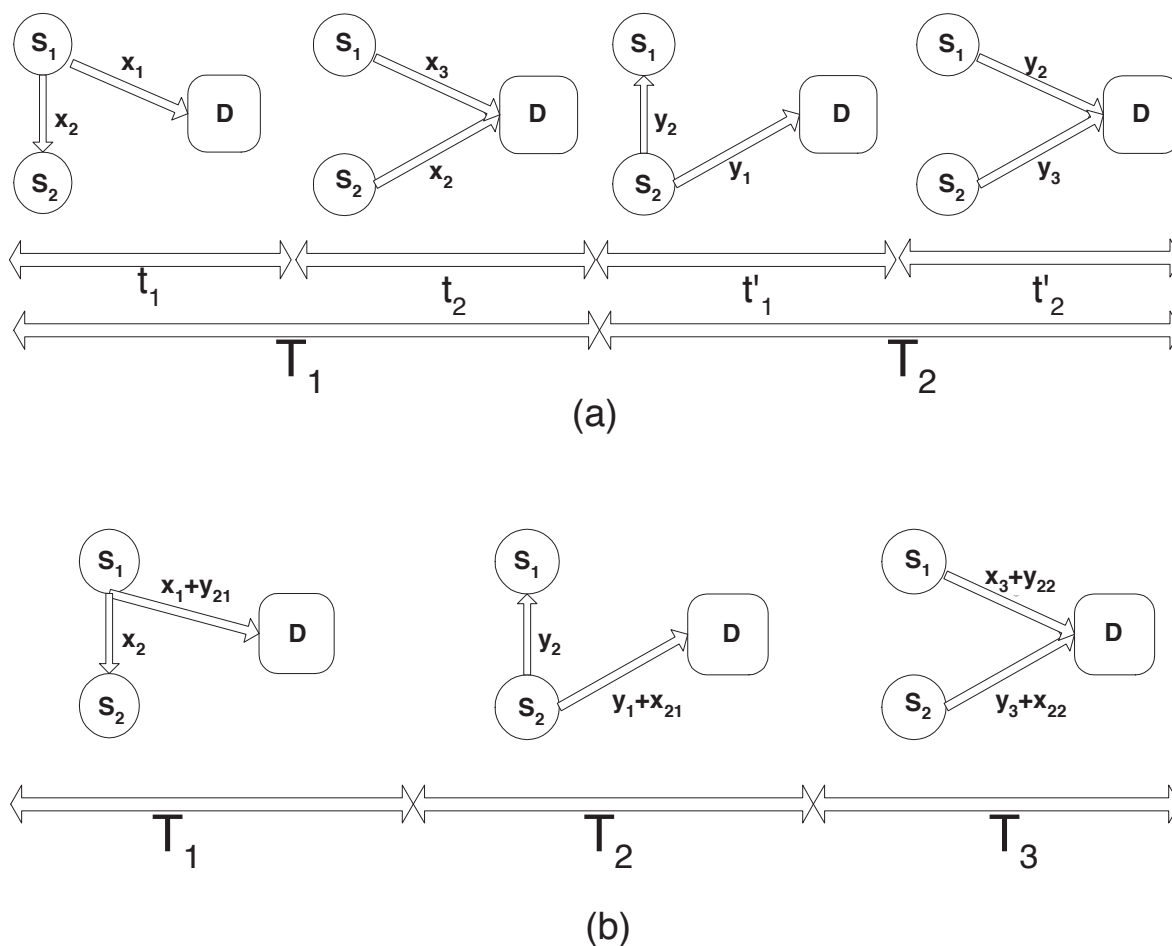 S1 x1 D x2 S2
S1 x3 D x2 S2
S1 y2 D y1 S2
S1 y2 D y3 S2
t1 t2 t'1 t'2
T1 T2
(a)
S1 x1+y21 D x2 S2
S1 y2 D y1+x21 S2
S1 x3+y22 D y3+x22 S2
T1 T2 T3
(b)